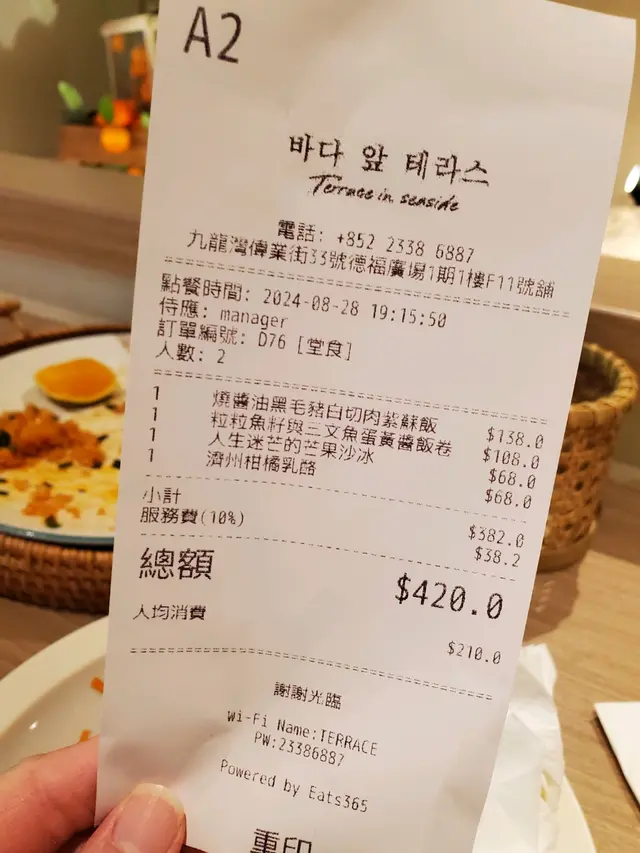 A2
바다 앞 테라스
Terrace in seaside
電話: +852 2338 6887
九龍灣偉業街33號德福廣場1期1樓F11號舖
點餐時間: 2024-08-28 19:15:50
侍應: manager
訂單編號: D76 [堂食]
人數: 2
1 燒醬油黑毛豬白切肉紫蘇飯 $138.0
1 粒粒魚籽與三文魚蛋黃醬飯卷 $108.0
1 人生迷芒的芒果沙冰 $68.0
1 濟州柑橘乳酪 $68.0
小計 $382.0
服務費(10%) $38.2
總額 $420.0
人均消費 $210.0
謝謝光臨
Wi-Fi Name:TERRACE
PW:23386887
Powered by Eats365
重印